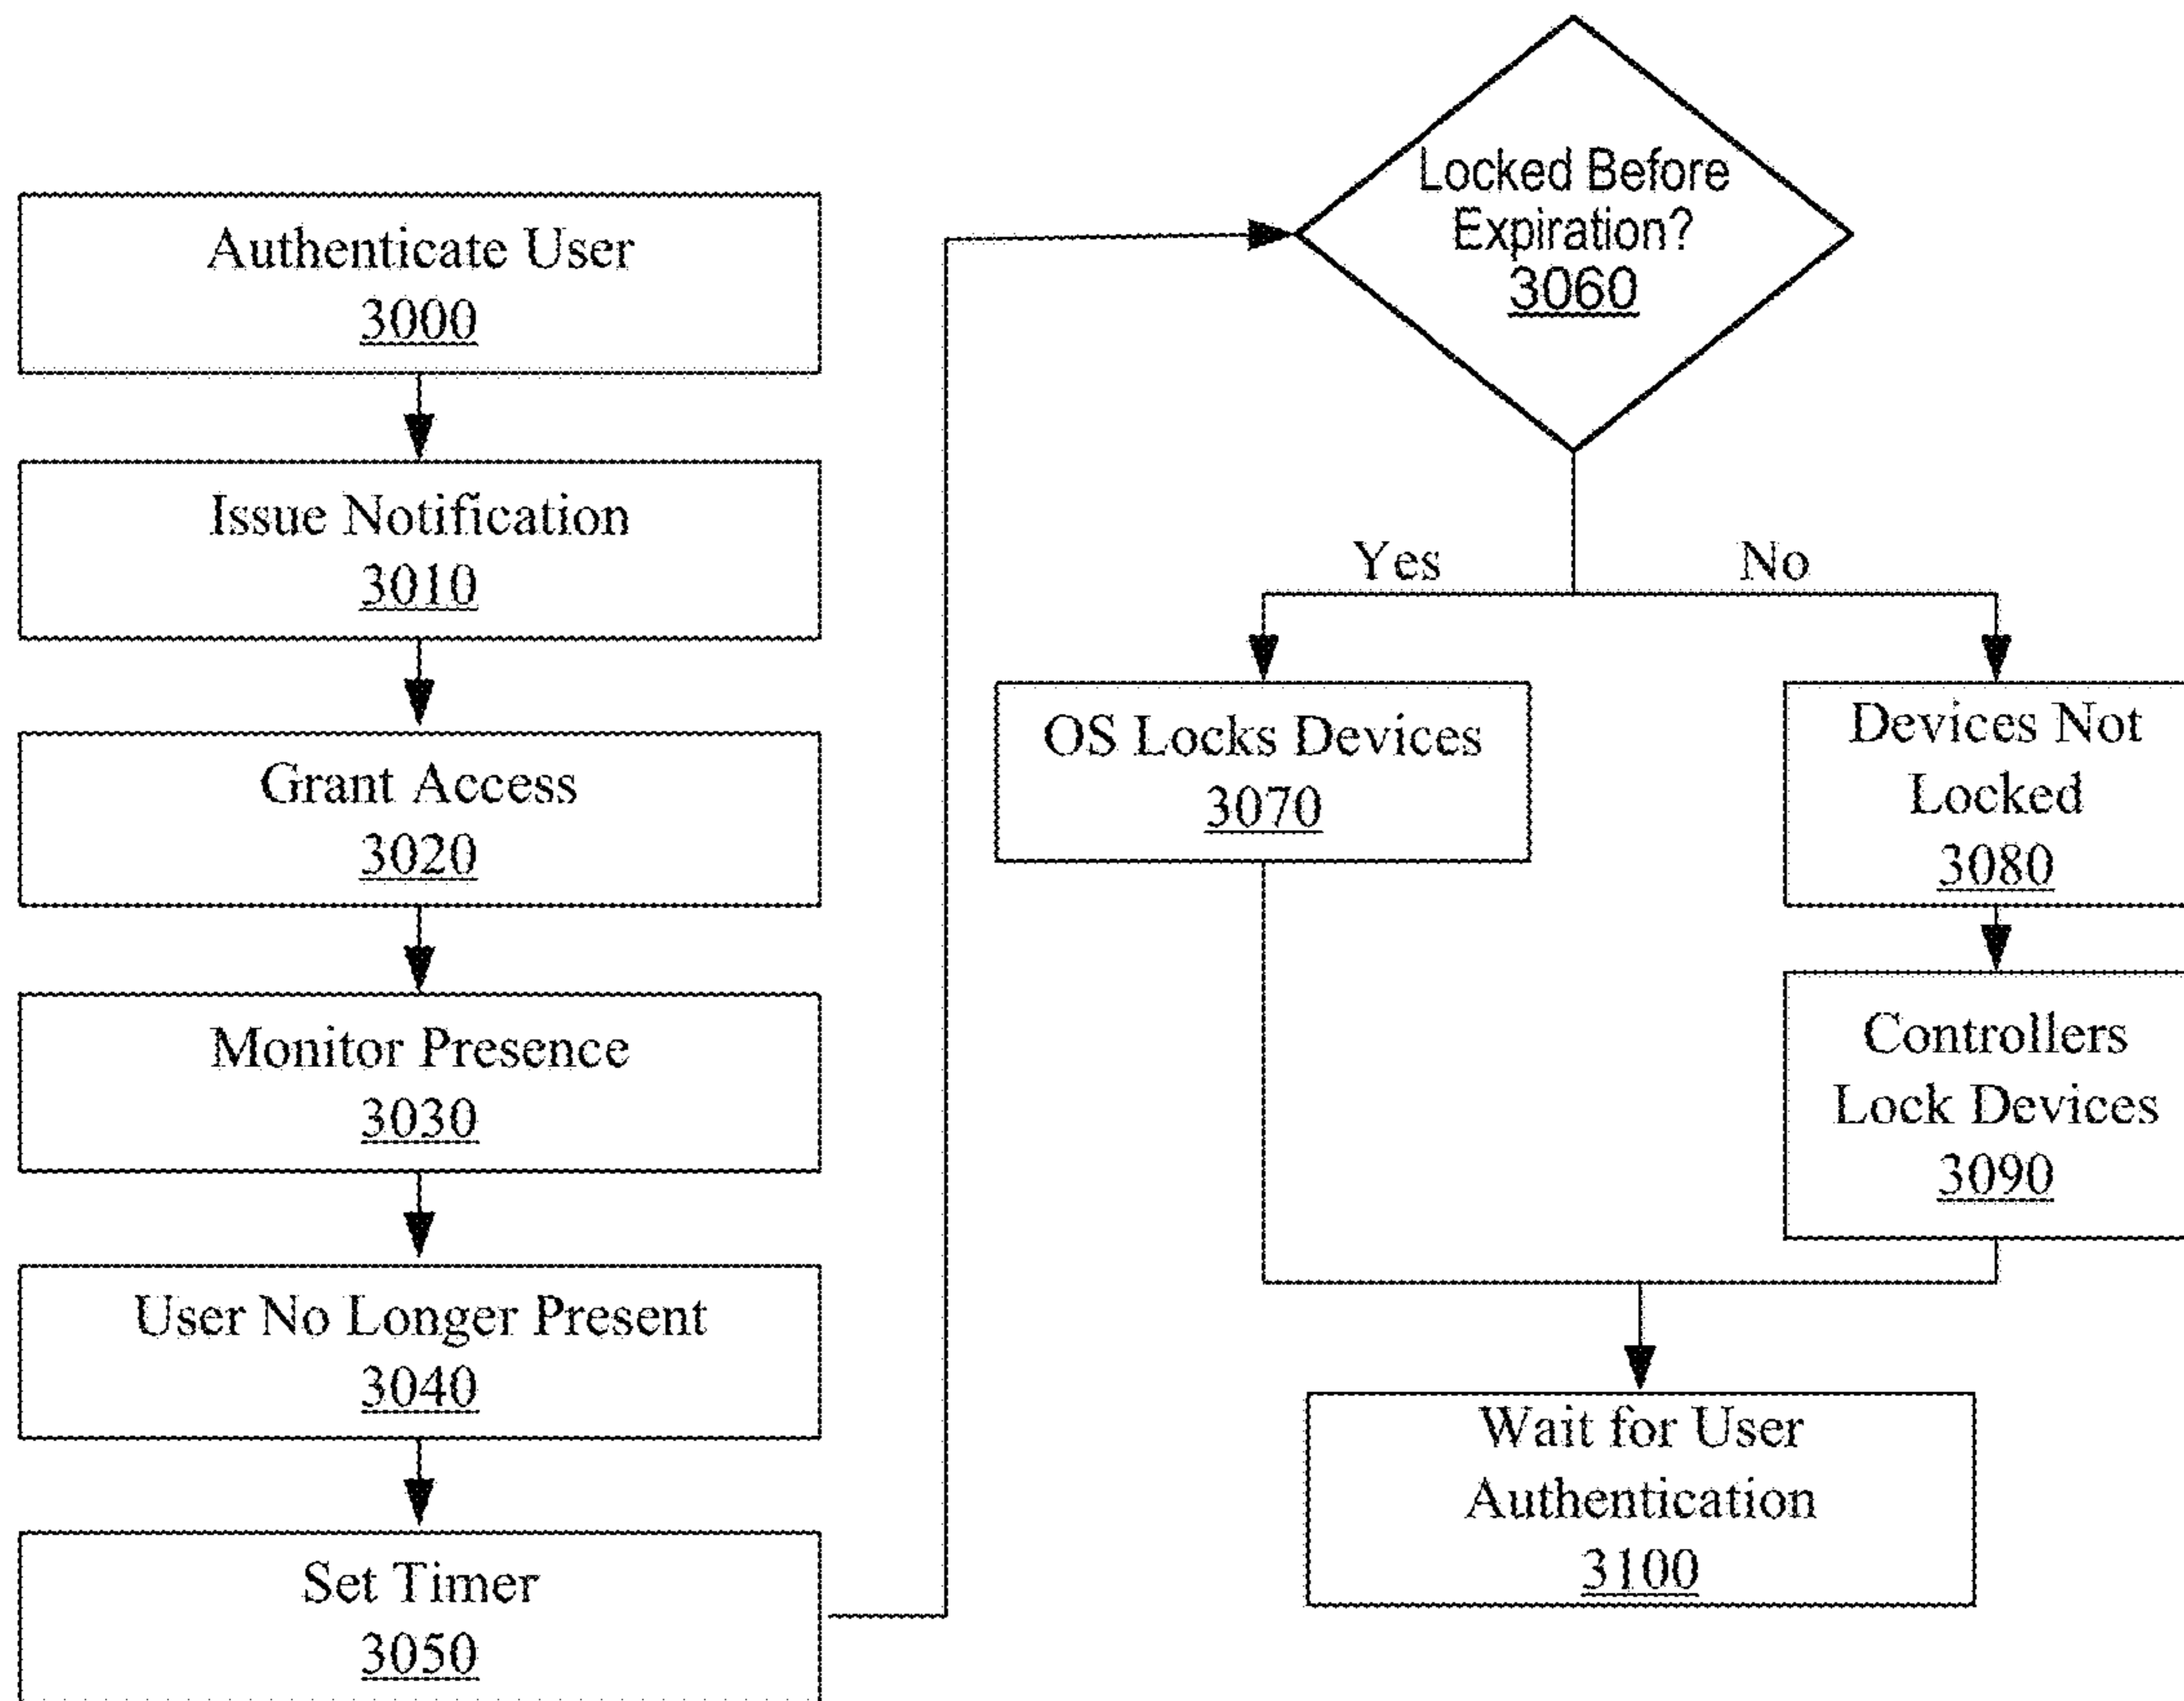 Authenticate User
3000
Issue Notification
3010
Grant Access
3020
Monitor Presence
3030
User No Longer Present
3040
Set Timer
3050
Locked Before
Expiration?
3060
Yes
No
OS Locks Devices
3070
Devices Not
Locked
3080
Controllers
Lock Devices
3090
Wait for User
Authentication
3100